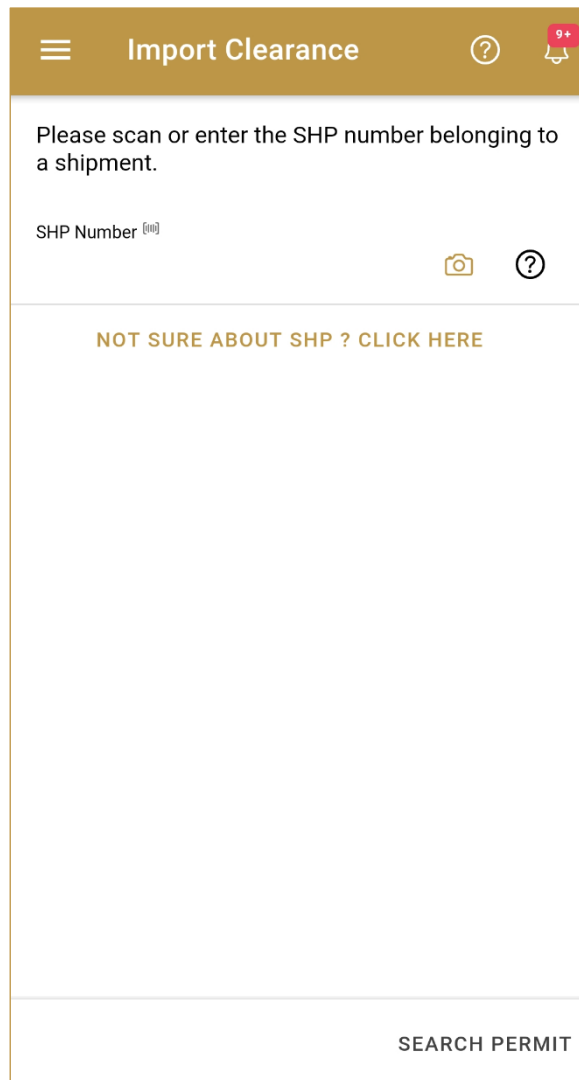 Import Clearance
9+
Please scan or enter the SHP number belonging to
a shipment.
SHP Number
NOT SURE ABOUT SHP ? CLICK HERE
SEARCH PERMIT